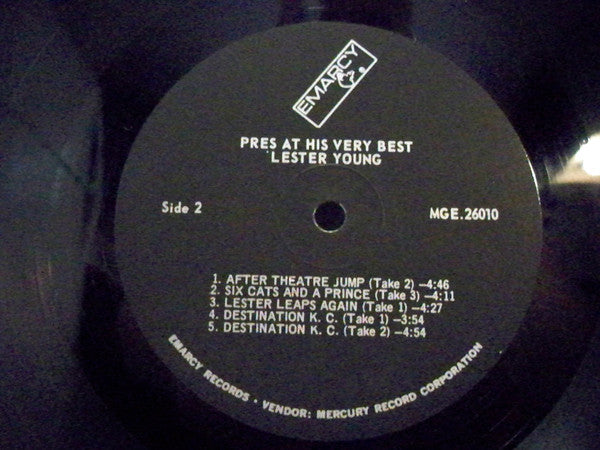 EMARCY
PRES AT HIS VERY BEST
LESTER YOUNG
Side 2
MGE.26010
1. AFTER THEATRE JUMP (Take 2) —4:46
2. SIX CATS AND A PRINCE (Take 3) —4:11
3. LESTER LEAPS AGAIN (Take 1) —4:27
4. DESTINATION K. C. (Take 1) —3:54
5. DESTINATION K. C. (Take 2) —4:54
EMARCY RECORDS • VENDOR: MERCURY RECORD CORPORATION